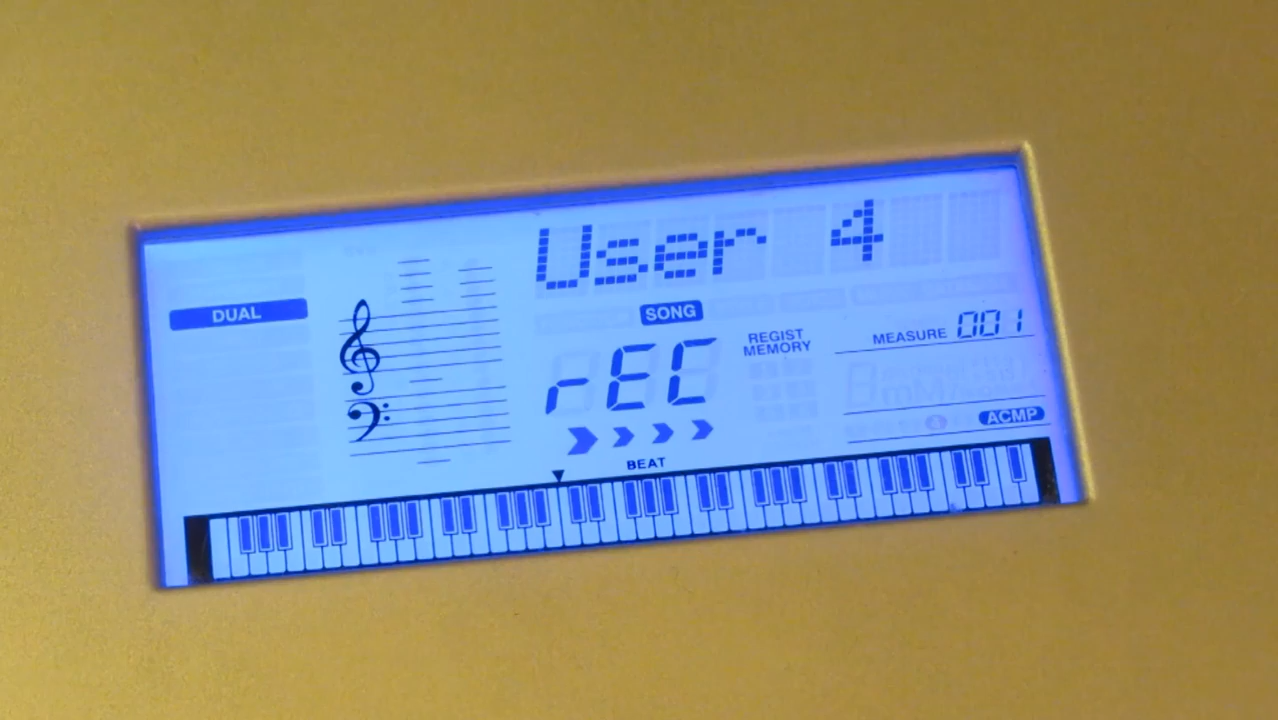 User 4
DUAL
SONG
REGIST
MEMORY
MEASURE 001
rEC
ACMP
BEAT